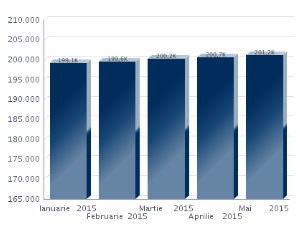 210.000
205.000
200.000
195.000
190.000
185.000
180.000
175.000
170.000
165.000
199,1K
199,6K
200,2K
200,7K
201,2K
Ianuarie 2015
Februarie 2015
Martie 2015
Aprilie 2015
Mai 2015